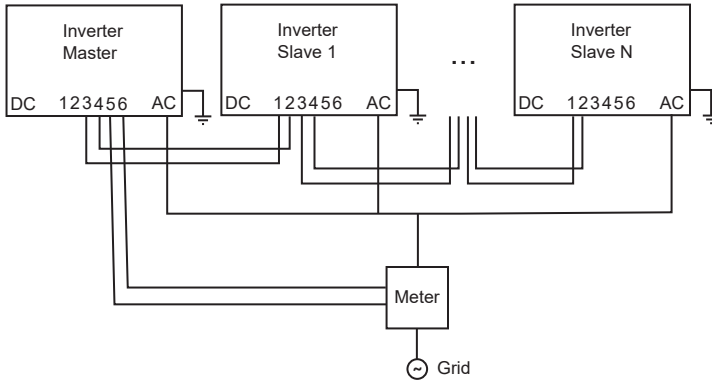 Inverter
Master
DC 123456 AC
Inverter
Slave 1
DC 123456 AC
...
Inverter
Slave N
DC 123456 AC
Meter
~ Grid